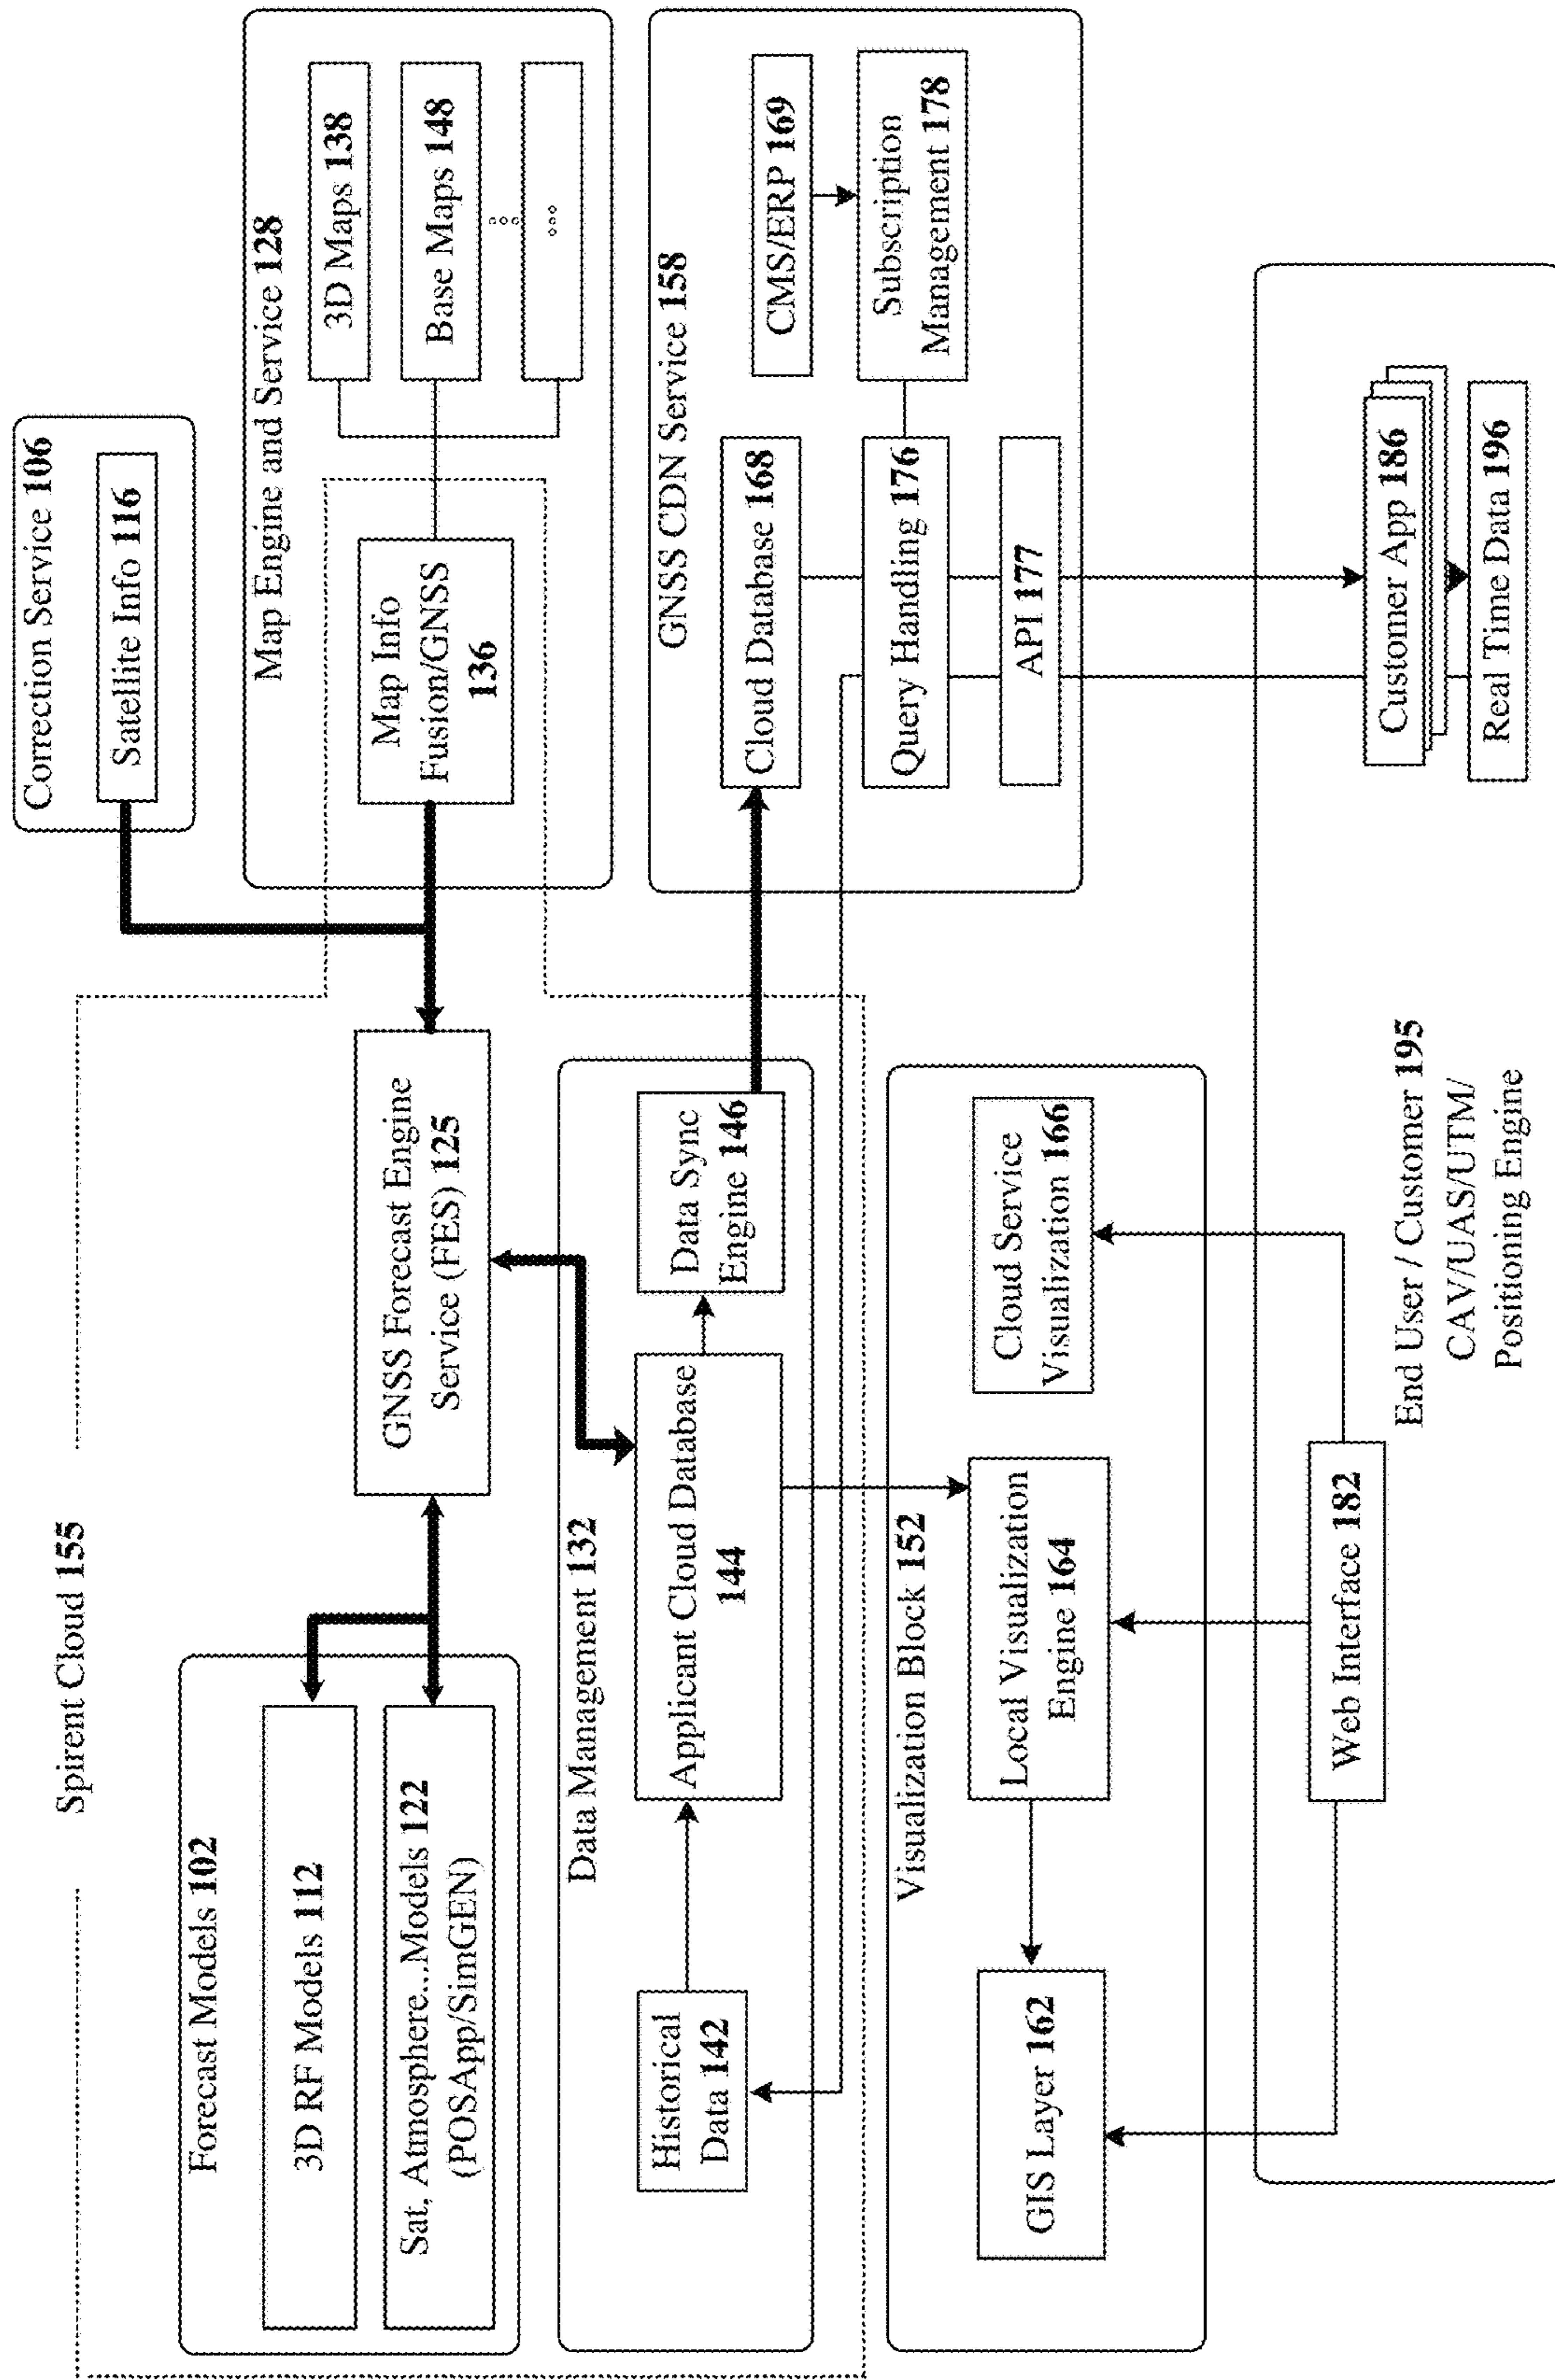 Spirent Cloud 155
Correction Service 106
Satellite Info 116
Forecast Models 102
3D RF Models 112
Sat, Atmosphere...Models 122
(POSApp/SimGEN)
GNSS Forecast Engine
Service (FES) 125
Map Engine and Service 128
Map Info
Fusion/GNSS
136
3D Maps 138
Base Maps 148
Data Management 132
Historical
Data 142
Applicant Cloud Database
144
Data Sync
Engine 146
GNSS CDN Service 158
Cloud Database 168
CMS/ERP 169
Query Handling 176
Subscription
Management 178
API 177
Visualization Block 152
GIS Layer 162
Local Visualization
Engine 164
Cloud Service
Visualization 166
Web Interface 182
End User / Customer 195
CAV/UAS/UTM/
Positioning Engine
Customer App 186
Real Time Data 196